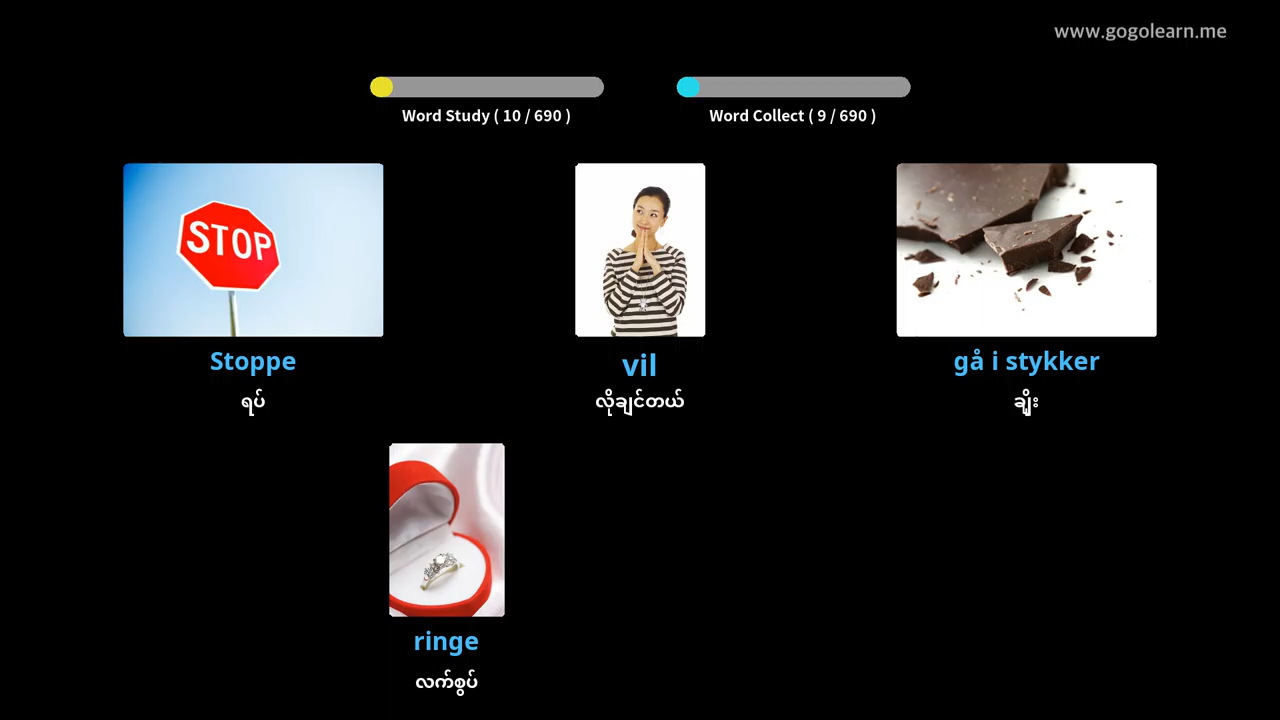 www.gogolearn.me
Word Study ( 10 / 690 )
Word Collect ( 9 / 690 )
STOP
Stoppe
ရပ်
vil
လိုချင်တယ်
gå i stykker
ချိုး
ringe
လက်စွပ်